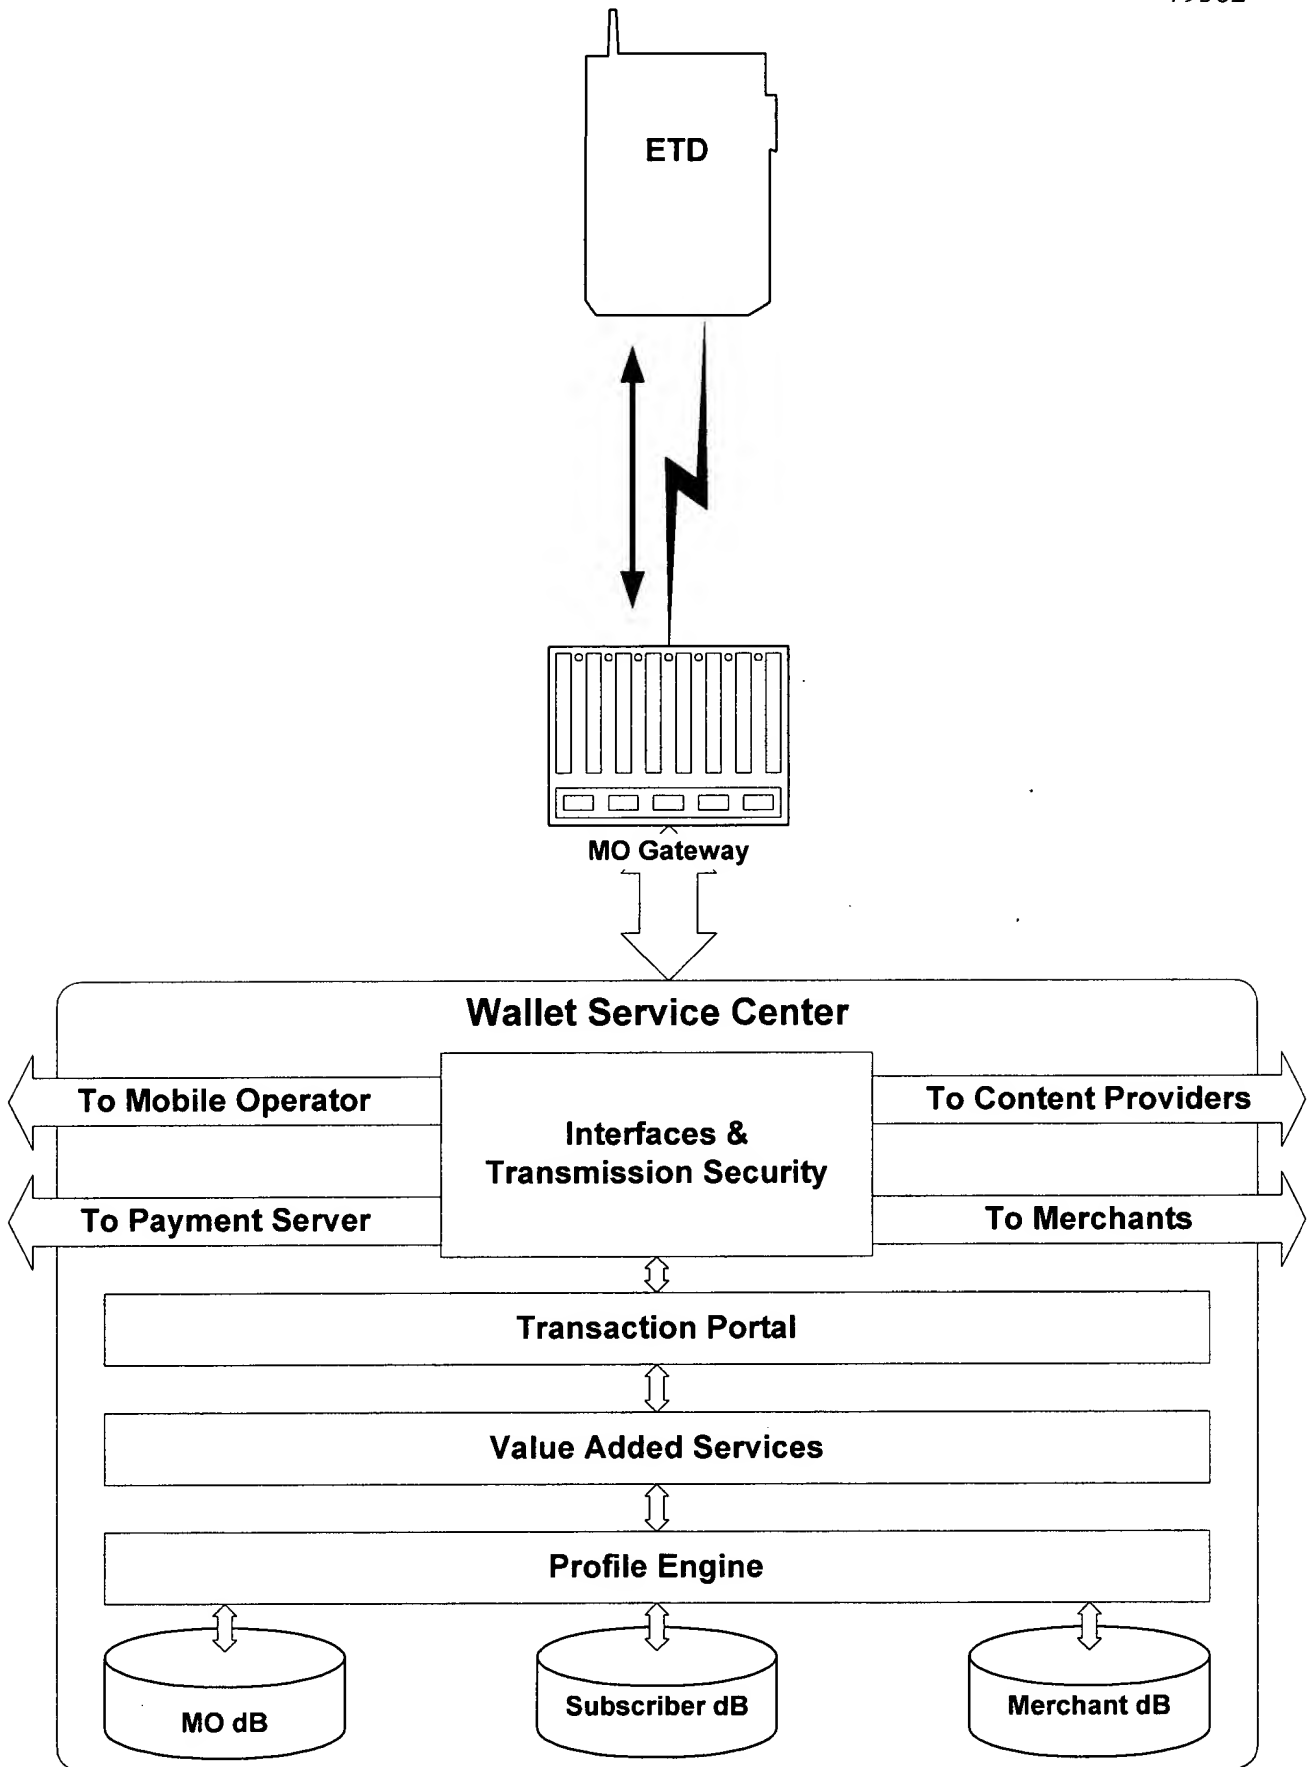 ETD
MO Gateway
Wallet Service Center
To Mobile Operator
To Content Providers
Interfaces &
Transmission Security
To Payment Server
To Merchants
Transaction Portal
Value Added Services
Profile Engine
MO dB
Subscriber dB
Merchant dB